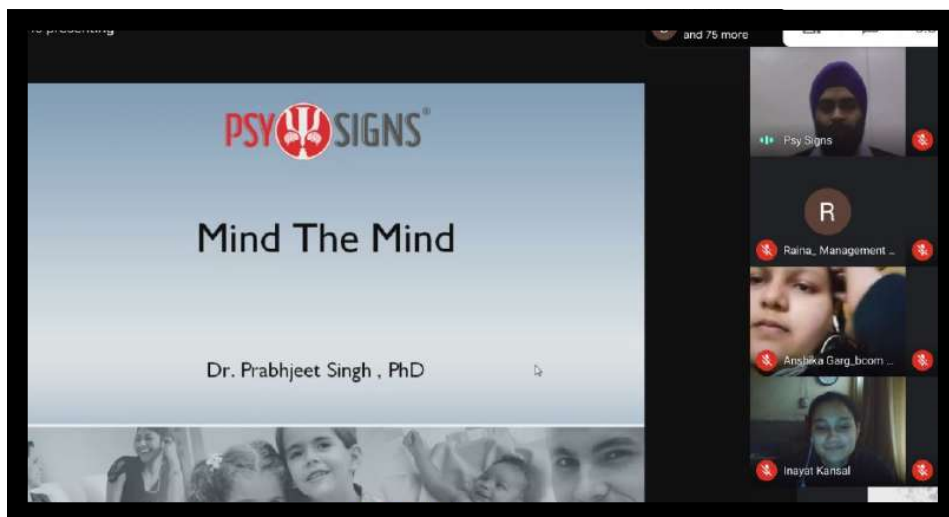 presenting
and 75 more
PSY SIGNS®
Mind The Mind
Dr. Prabhjeet Singh , PhD
Psy Signs
R
Raina_ Management ...
Anshika Garg_bcom ...
Inayat Kansal